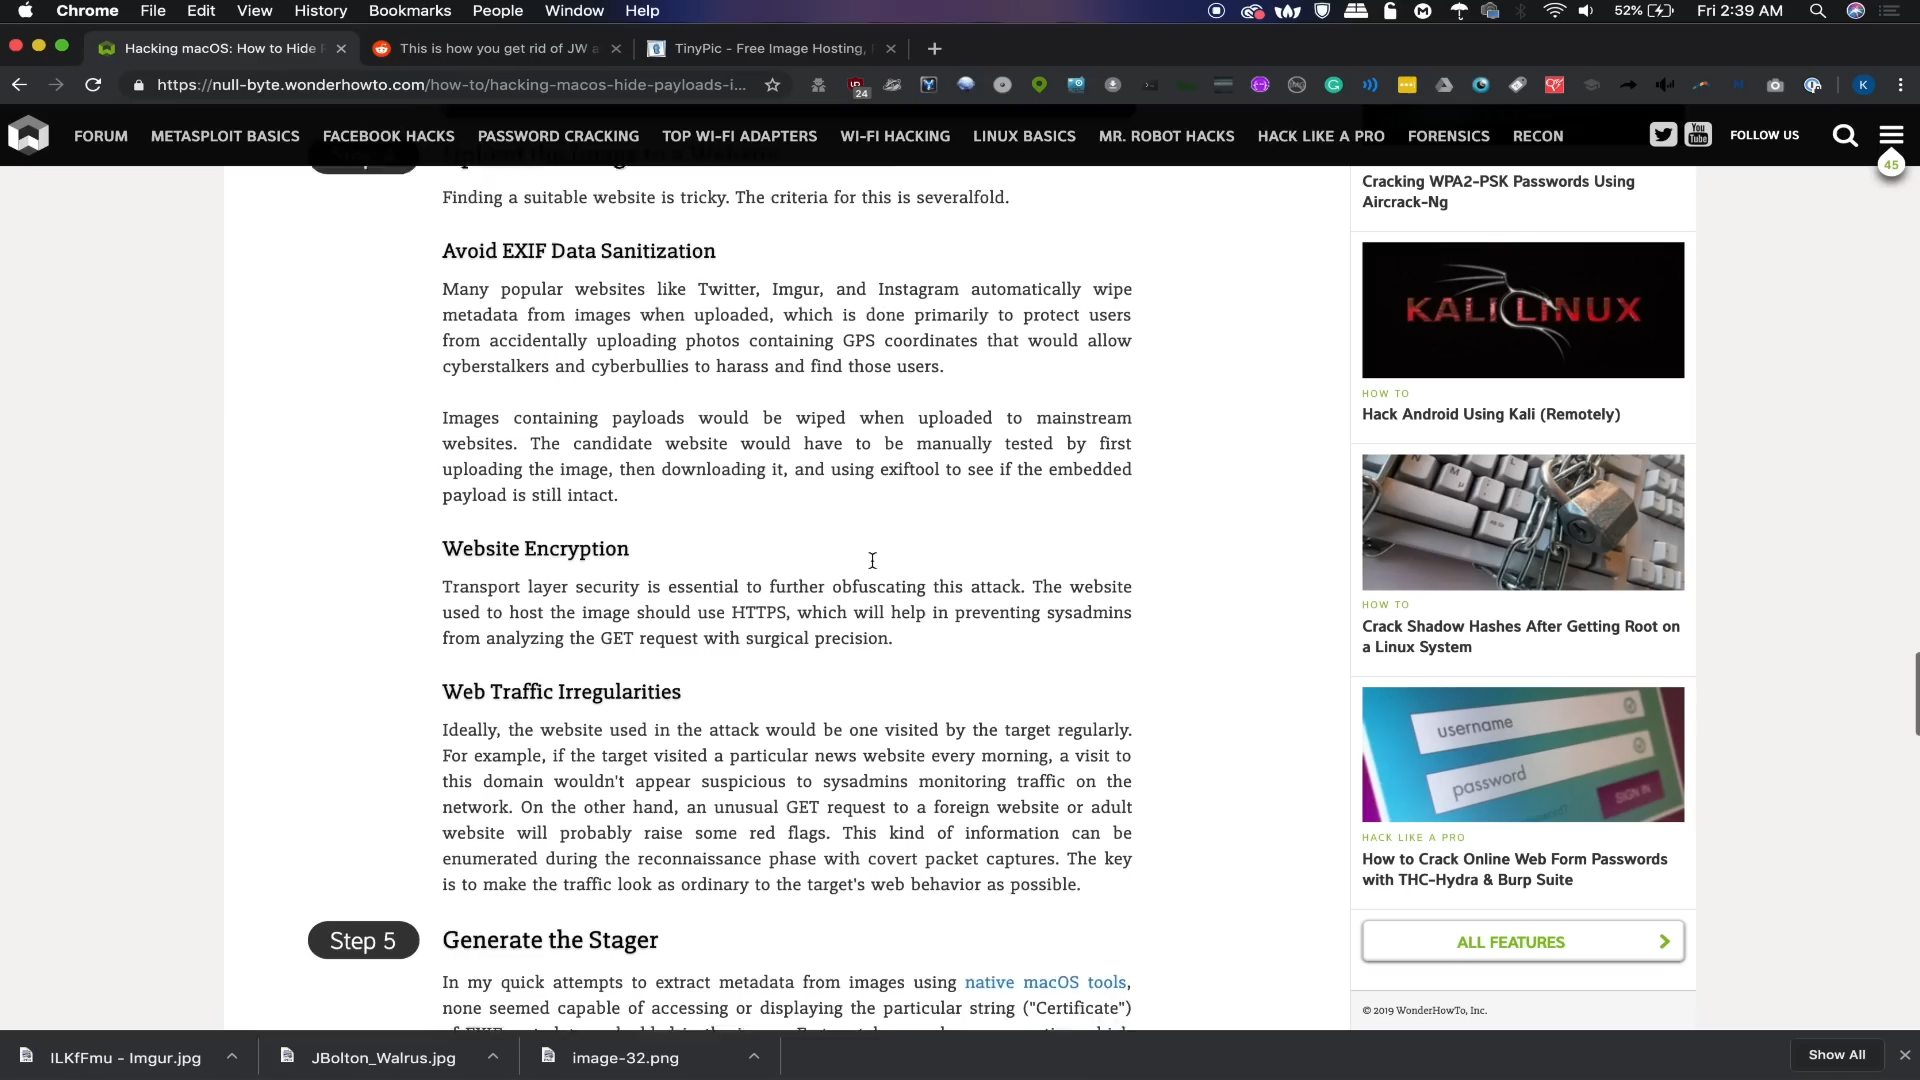 Chrome File Edit View History Bookmarks People Window Help 52% Fri 2:39 AM
Hacking macOS: How to Hide
This is how you get rid of JW a
TinyPic - Free Image Hosting,
https://null-byte.wonderhowto.com/how-to/hacking-macos-hide-payloads-i...
24
K
FORUM METASPLOIT BASICS FACEBOOK HACKS PASSWORD CRACKING TOP WI-FI ADAPTERS WI-FI HACKING LINUX BASICS MR. ROBOT HACKS HACK LIKE A PRO FORENSICS RECON
You Tube
FOLLOW US
45
Finding a suitable website is tricky. The criteria for this is severalfold.
Avoid EXIF Data Sanitization
Many popular websites like Twitter, Imgur, and Instagram automatically wipe
metadata from images when uploaded, which is done primarily to protect users
from accidentally uploading photos containing GPS coordinates that would allow
cyberstalkers and cyberbullies to harass and find those users.
Images containing payloads would be wiped when uploaded to mainstream
websites. The candidate website would have to be manually tested by first
uploading the image, then downloading it, and using exiftool to see if the embedded
payload is still intact.
Website Encryption
Transport layer security is essential to further obfuscating this attack. The website
used to host the image should use HTTPS, which will help in preventing sysadmins
from analyzing the GET request with surgical precision.
Web Traffic Irregularities
Ideally, the website used in the attack would be one visited by the target regularly.
For example, if the target visited a particular news website every morning, a visit to
this domain wouldn't appear suspicious to sysadmins monitoring traffic on the
network. On the other hand, an unusual GET request to a foreign website or adult
website will probably raise some red flags. This kind of information can be
enumerated during the reconnaissance phase with covert packet captures. The key
is to make the traffic look as ordinary to the target's web behavior as possible.
Step 5
Generate the Stager
In my quick attempts to extract metadata from images using native macOS tools,
none seemed capable of accessing or displaying the particular string ("Certificate")
Cracking WPA2-PSK Passwords Using
Aircrack-Ng
KALI LINUX
HOW TO
Hack Android Using Kali (Remotely)
HOW TO
Crack Shadow Hashes After Getting Root on
a Linux System
username
password
SIGN IN
HACK LIKE A PRO
How to Crack Online Web Form Passwords
with THC-Hydra & Burp Suite
ALL FEATURES
© 2019 WonderHowTo, Inc.
ILKfFmu - Imgur.jpg
JBolton_Walrus.jpg
image-32.png
Show All